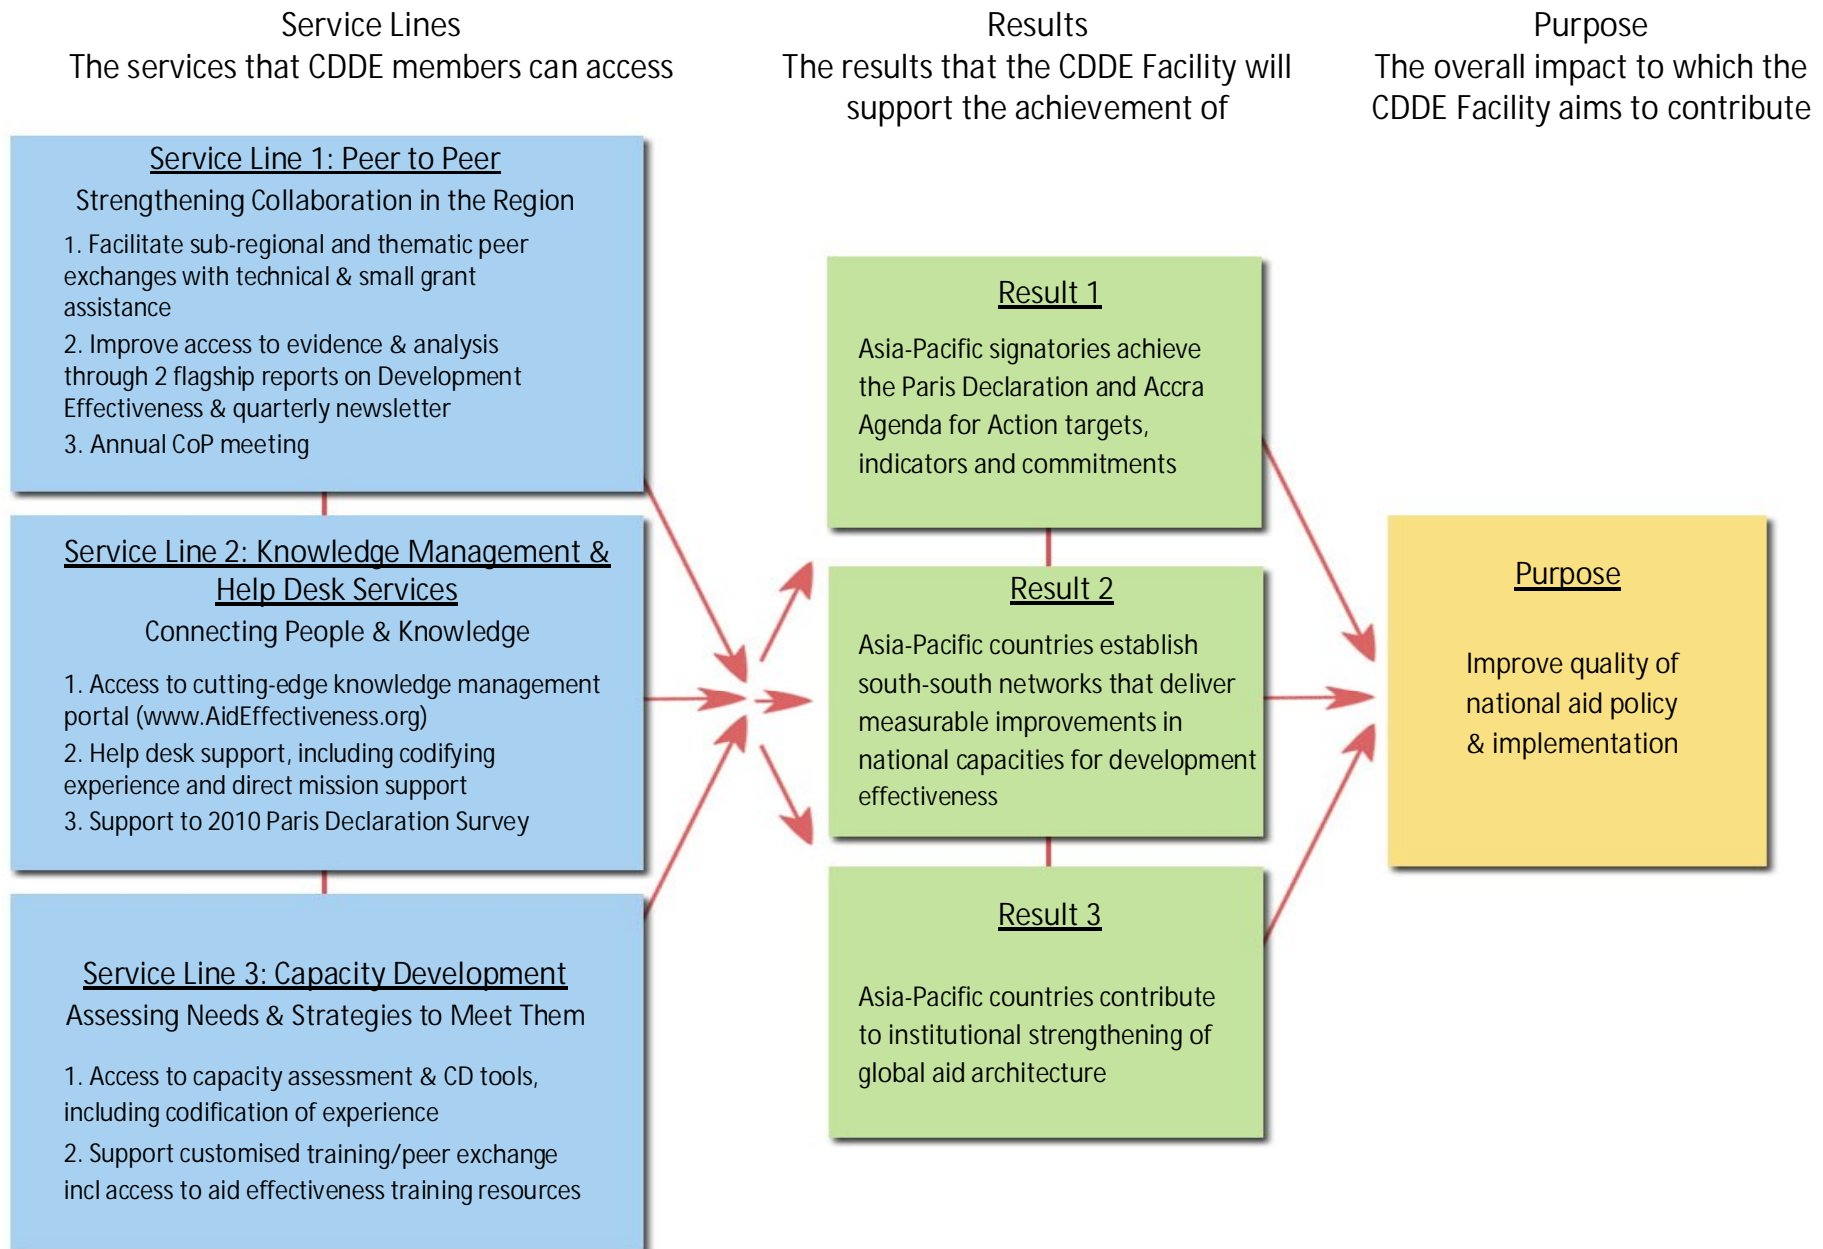 Service Lines
The services that CDDE members can access
Results
The results that the CDDE Facility will
support the achievement of
Purpose
The overall impact to which the
CDDE Facility aims to contribute
Service Line 1: Peer to Peer
Strengthening Collaboration in the Region
1. Facilitate sub-regional and thematic peer
exchanges with technical & small grant
assistance
2. Improve access to evidence & analysis
through 2 flagship reports on Development
Effectiveness & quarterly newsletter
3. Annual CoP meeting
Service Line 2: Knowledge Management &
Help Desk Services
Connecting People & Knowledge
1. Access to cutting-edge knowledge management
portal (www.AidEffectiveness.org)
2. Help desk support, including codifying
experience and direct mission support
3. Support to 2010 Paris Declaration Survey
Service Line 3: Capacity Development
Assessing Needs & Strategies to Meet Them
1. Access to capacity assessment & CD tools,
including codification of experience
2. Support customised training/peer exchange
incl access to aid effectiveness training resources
Result 1
Asia-Pacific signatories achieve
the Paris Declaration and Accra
Agenda for Action targets,
indicators and commitments
Result 2
Asia-Pacific countries establish
south-south networks that deliver
measurable improvements in
national capacities for development
effectiveness
Result 3
Asia-Pacific countries contribute
to institutional strengthening of
global aid architecture
Purpose
Improve quality of
national aid policy
& implementation